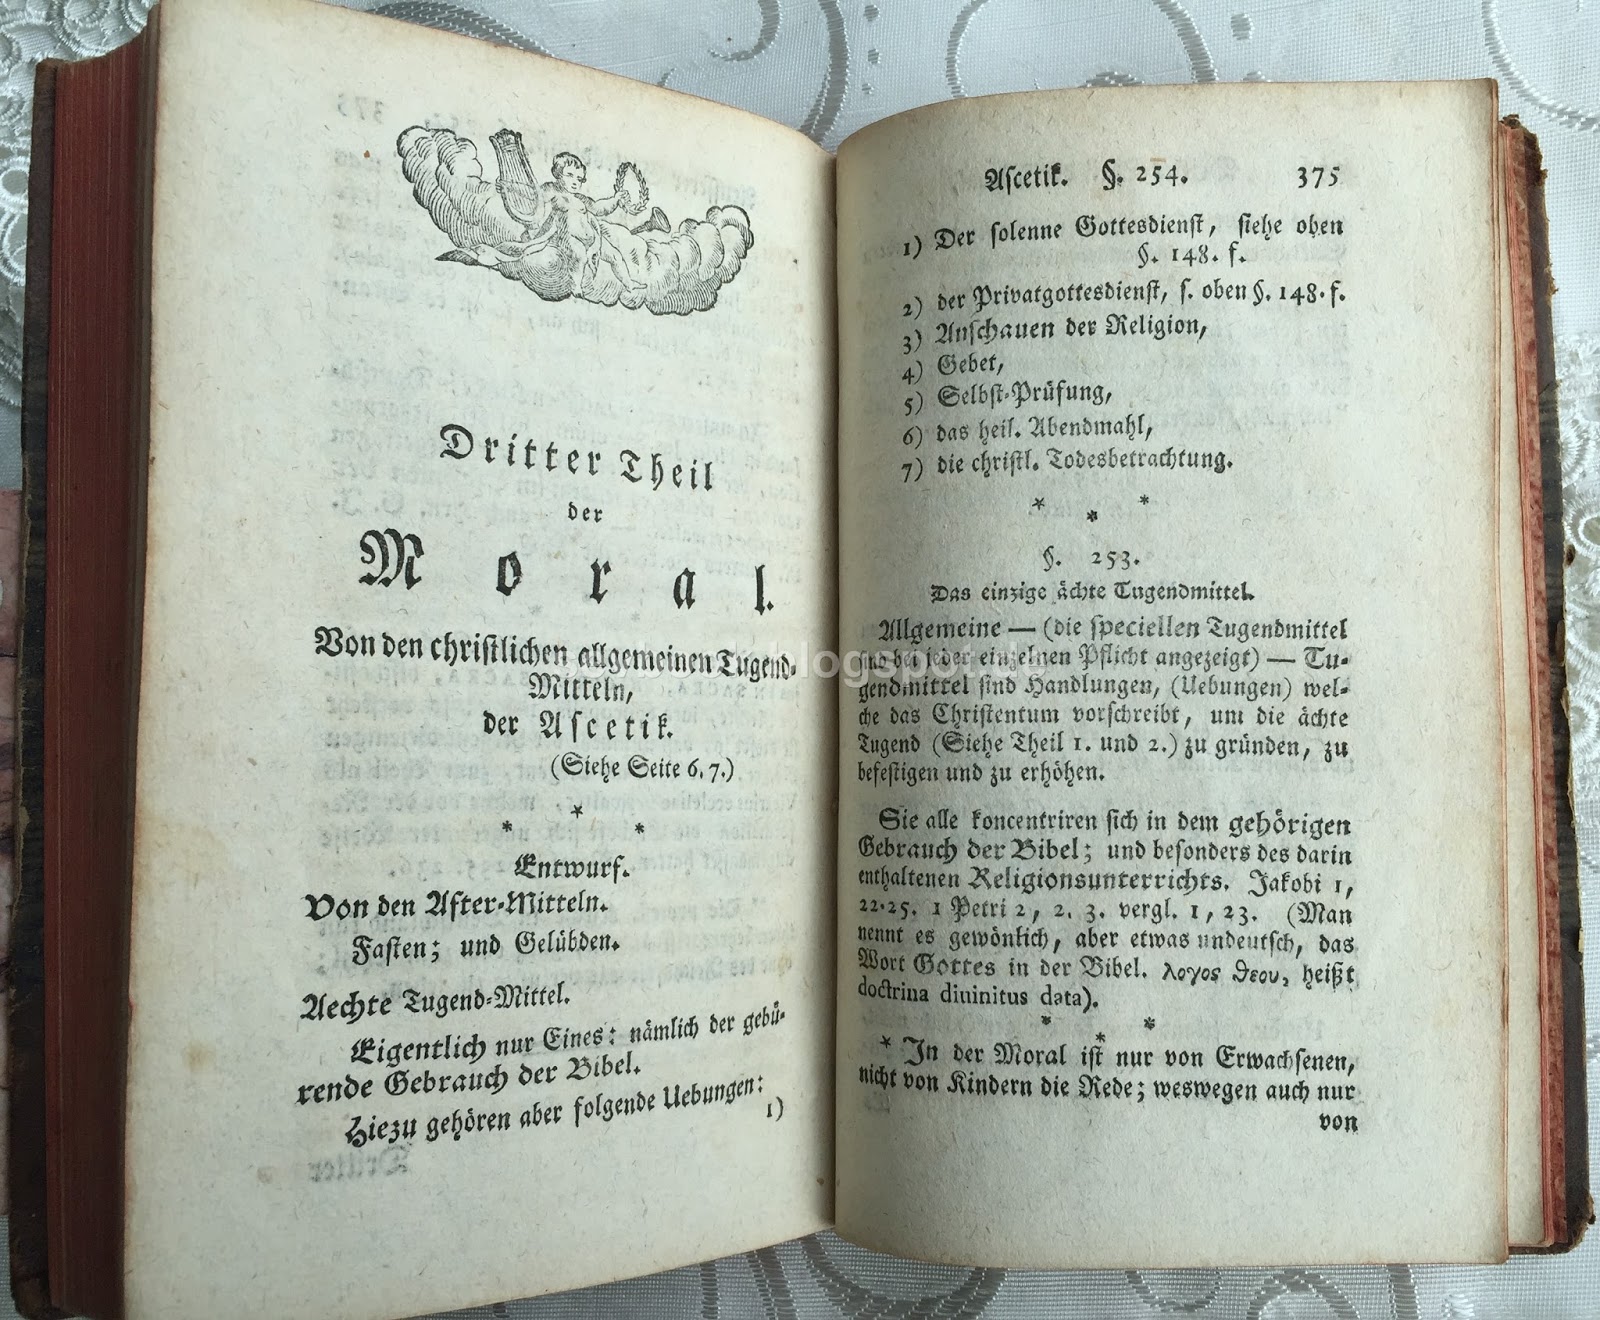 Dritter Theil
der
Moral.
Von den christlichen allgemeinen Tugend-
Mitteln,
der Ascetik.
(Siehe Seite 6. 7.)
* * *
Entwurf.
Von den After-Mitteln.
Fasten; und Gelübden.
Aechte Tugend-Mittel.
Eigentlich nur Eines: nämlich der gebü-
rende Gebrauch der Bibel.
Hiezu gehören aber folgende Uebungen:
1)
Ascetik. §. 254. 375
1) Der solenne Gottesdienst, siehe oben
§. 148. f.
2) der Privatgottesdienst, s. oben §. 148. f.
3) Anschauen der Religion,
4) Gebet,
5) Selbst-Prüfung,
6) das heil. Abendmahl,
7) die christl. Todesbetrachtung.
* * *
§. 253.
Das einzige ächte Tugendmittel.
Allgemeine — (die speciellen Tugendmittel
sind bei jeder einzelnen Pflicht angezeigt) — Tu-
gendmittel sind Handlungen, (Uebungen) wel-
che das Christentum vorschreibt, um die ächte
Tugend (Siehe Theil 1. und 2.) zu gründen, zu
befestigen und zu erhöhen.
Sie alle koncentriren sich in dem gehörigen
Gebrauch der Bibel; und besonders des darin
enthaltenen Religionsunterrichts. Jakobi 1,
22-25. 1 Petri 2, 2. 3. vergl. 1, 23. (Man
nennt es gewönlich, aber etwas undeutsch, das
Wort Gottes in der Bibel. λογος θεου, heißt
doctrina diuinitus data).
* * *
* In der Moral ist nur von Erwachsenen,
nicht von Kindern die Rede; weswegen auch nur
von